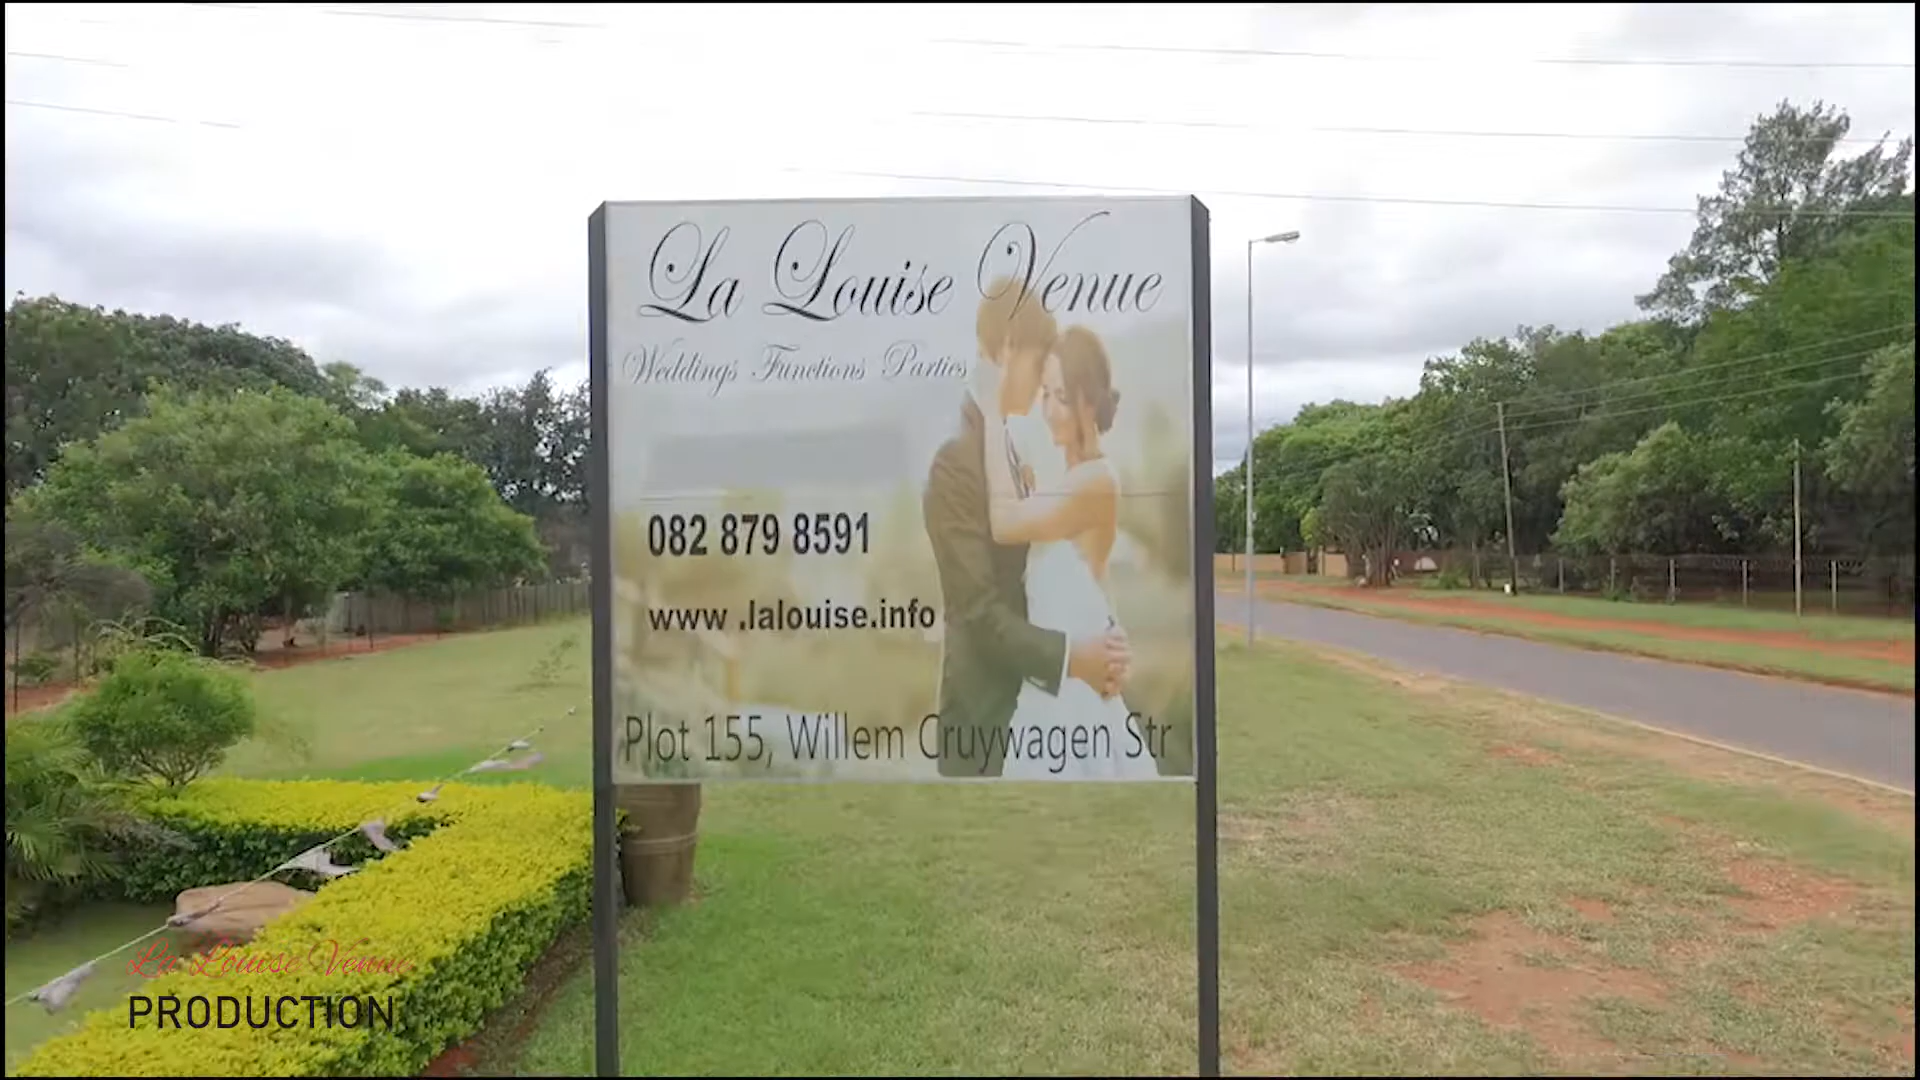 La Louise Venue
Weddings Functions Parties
082 879 8591
www .lalouise.info
Plot 155, Willem Cruywagen Str
La Louise Venue
PRODUCTION